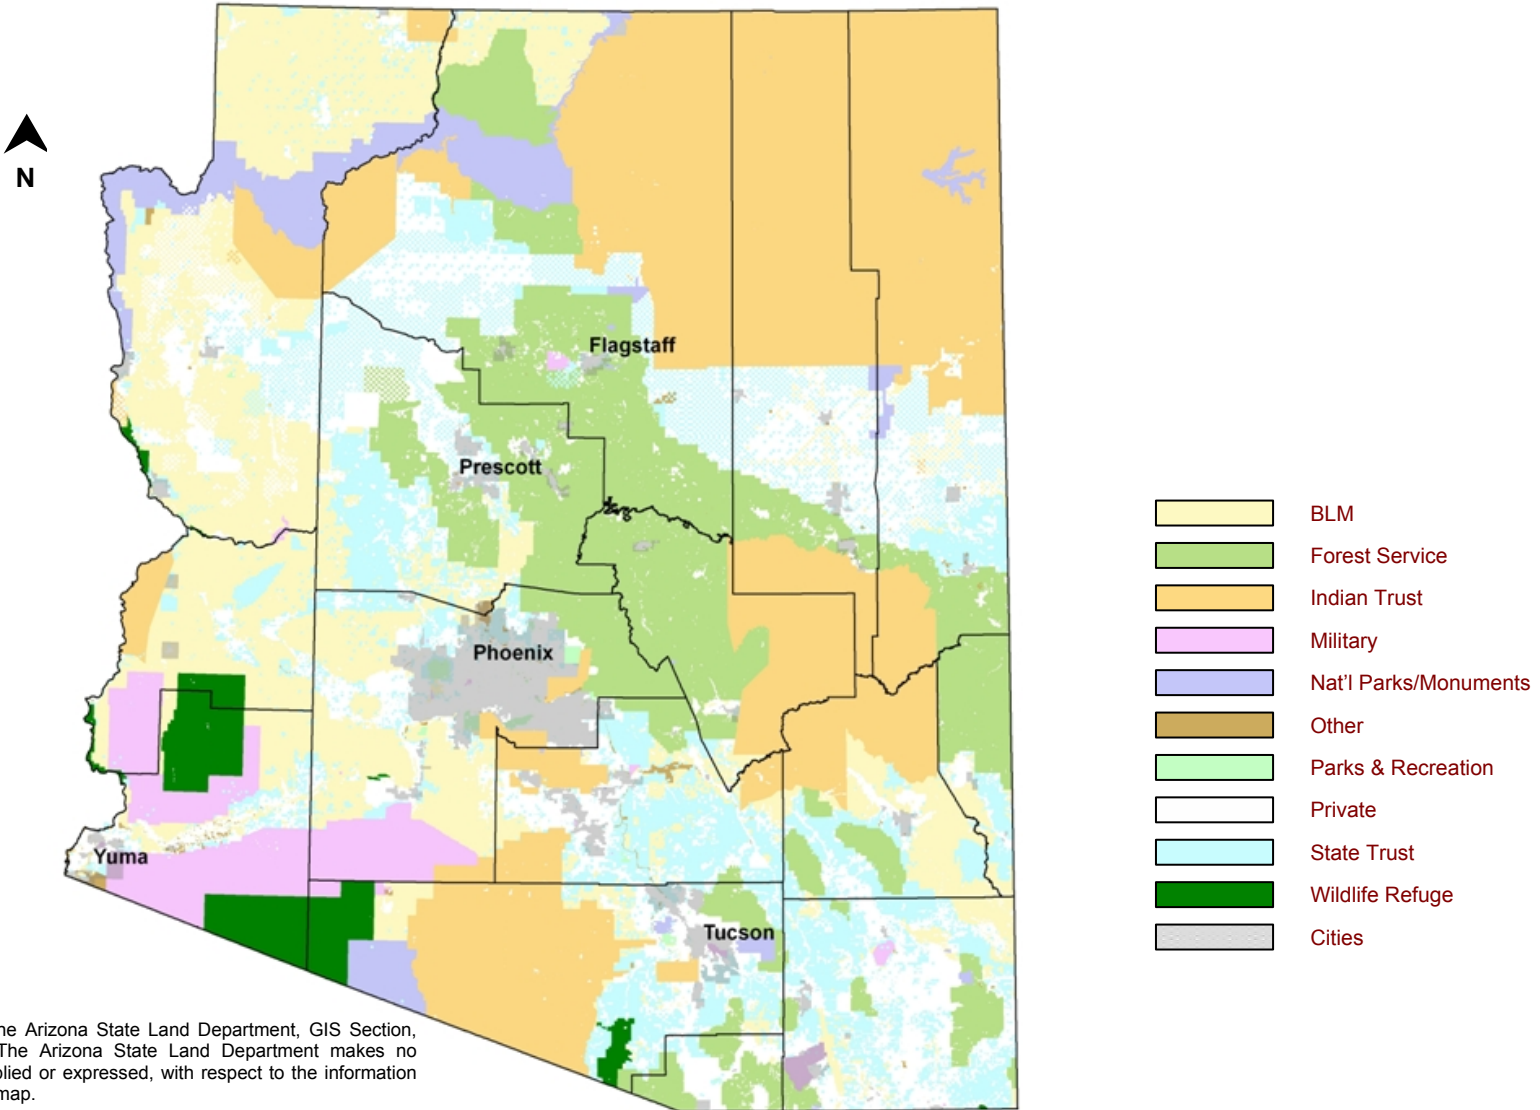 N
Flagstaff
Prescott
Phoenix
Yuma
Tucson
BLM
Forest Service
Indian Trust
Military
Nat'l Parks/Monuments
Other
Parks & Recreation
Private
State Trust
Wildlife Refuge
Cities
he Arizona State Land Department, GIS Section,
The Arizona State Land Department makes no
lied or expressed, with respect to the information
map.